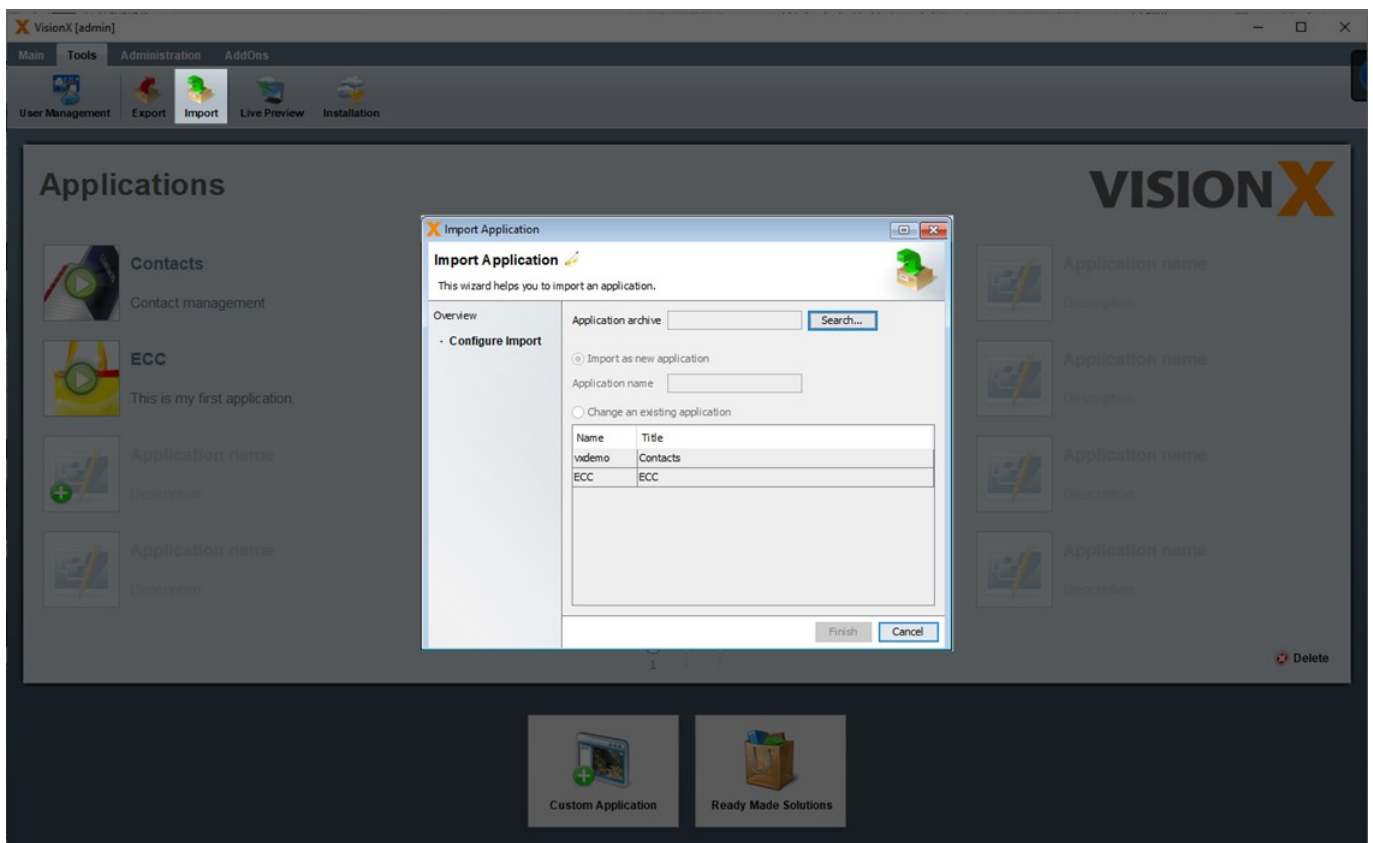 VisionX [admin]
Main Tools Administration AddOns
User Management Export Import Live Preview Installation
Applications
VISIONX
Contacts
Contact management
ECC
This is my first application.
Application name
Description
Application name
Description
Import Application
Import Application
This wizard helps you to import an application.
Overview
- Configure Import
Application archive Search...
Import as new application
Application name
Change an existing application
Name Title
vxdemo Contacts
ECC ECC
Finish Cancel
Application name
Description
Application name
Description
Application name
Description
Application name
Description
1
Delete
Custom Application Ready Made Solutions